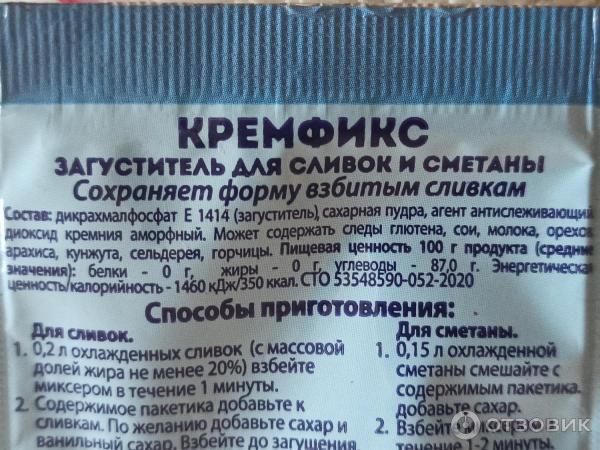 КРЕМФИКС
ЗАГУСТИТЕЛЬ ДЛЯ СЛИВОК И СМЕТАНЫ
Сохраняет форму взбитым сливкам
Состав: дикрахмалфосфат Е 1414 (загуститель), сахарная пудра, агент антислеживающий
диоксид кремния аморфный. Может содержать следы глютена, сои, молока, орехов
арахиса, кунжута, сельдерея, горчицы. Пищевая ценность 100 г продукта (средние
значения): белки - 0 г, жиры - 0 г, углеводы - 87,0 г. Энергетическая
ценность/калорийность - 1460 кДж/350 ккал. СТО 53548590-052-2020
Способы приготовления:
Для сливок.
1. 0,2 л охлажденных сливок (с массовой
долей жира не менее 20%) взбейте
миксером в течение 1 минуты.
2. Содержимое пакетика добавьте к
сливкам. По желанию добавьте сахар и
ванильный сахар. Взбейте до загущения
Для сметаны.
1. 0,15 л охлажденной
сметаны смешайте с
содержимым пакетика.
добавьте сахар.
2. Взбейте
течение 1-2 минуты.
ОТЗОВИК